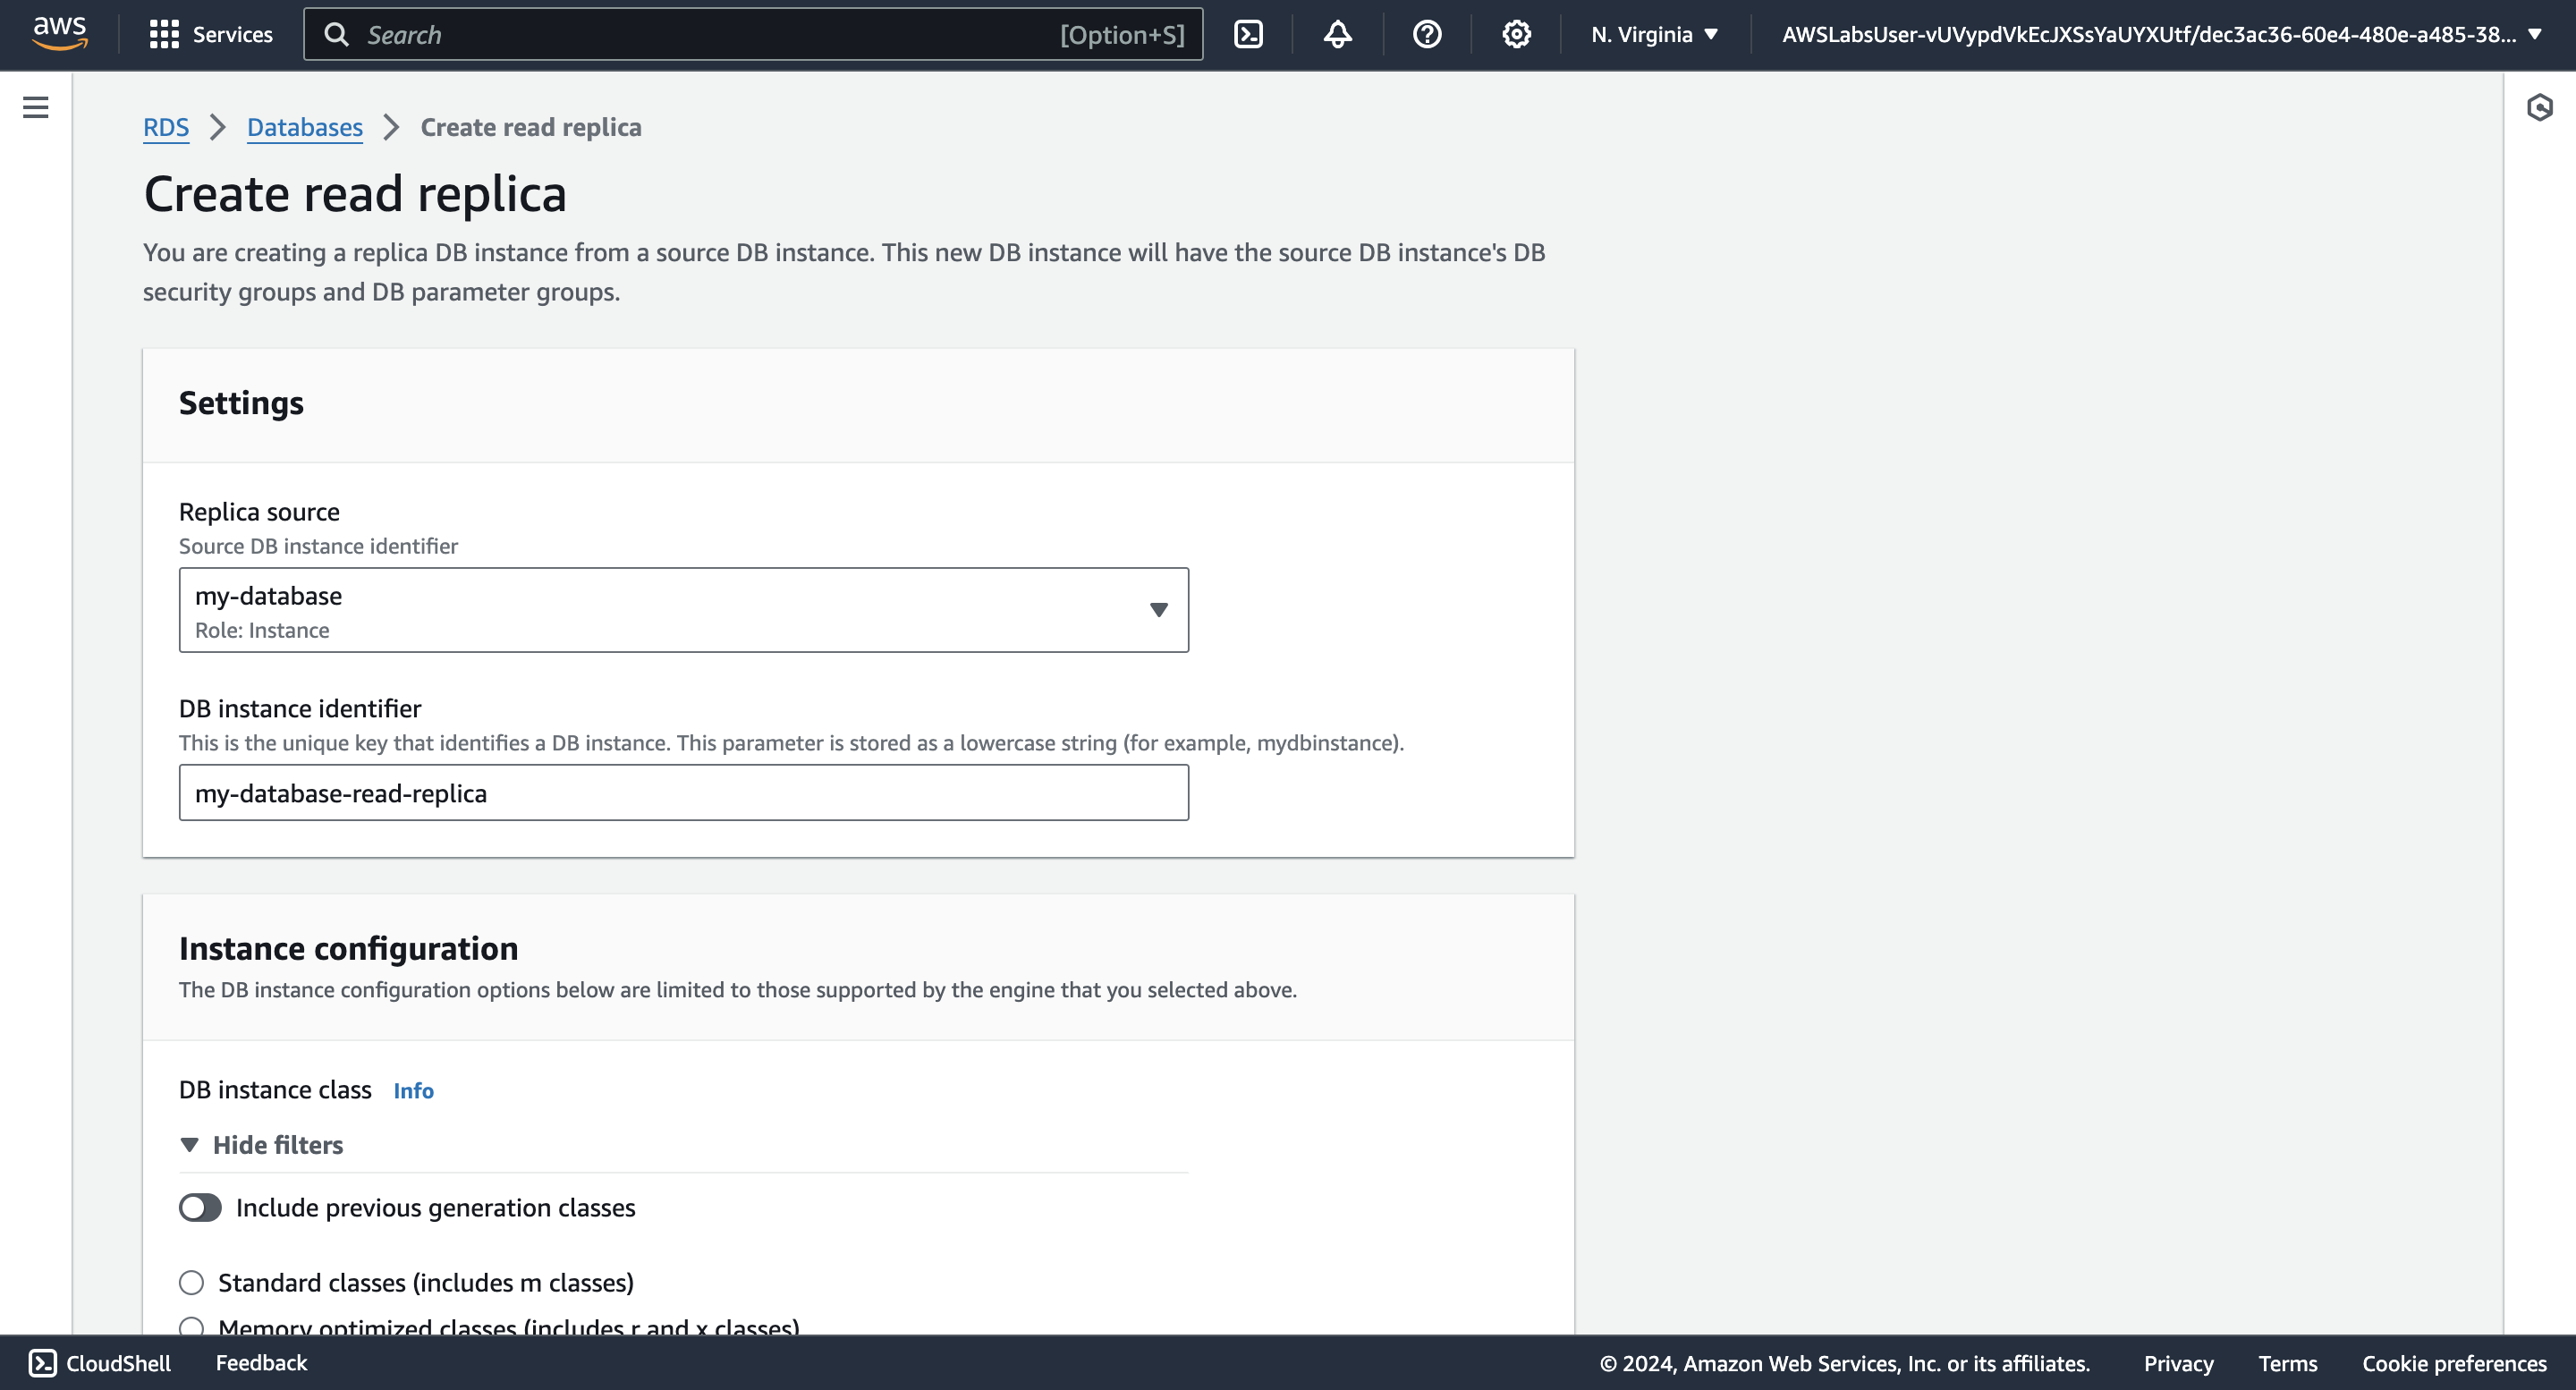 aws
Services
Search
[Option+S]
N. Virginia
AWSLabsUser-vUVypdVkEcJXSsYaUYXUtf/dec3ac36-60e4-480e-a485-38...
RDS
Databases
Create read replica
Create read replica
You are creating a replica DB instance from a source DB instance. This new DB instance will have the source DB instance's DB
security groups and DB parameter groups.
Settings
Replica source
Source DB instance identifier
my-database
Role: Instance
DB instance identifier
This is the unique key that identifies a DB instance. This parameter is stored as a lowercase string (for example, mydbinstance).
my-database-read-replica
Instance configuration
The DB instance configuration options below are limited to those supported by the engine that you selected above.
DB instance class Info
Hide filters
Include previous generation classes
Standard classes (includes m classes)
Memory optimized classes (includes r and x classes)
CloudShell
Feedback
© 2024, Amazon Web Services, Inc. or its affiliates.
Privacy
Terms
Cookie preferences